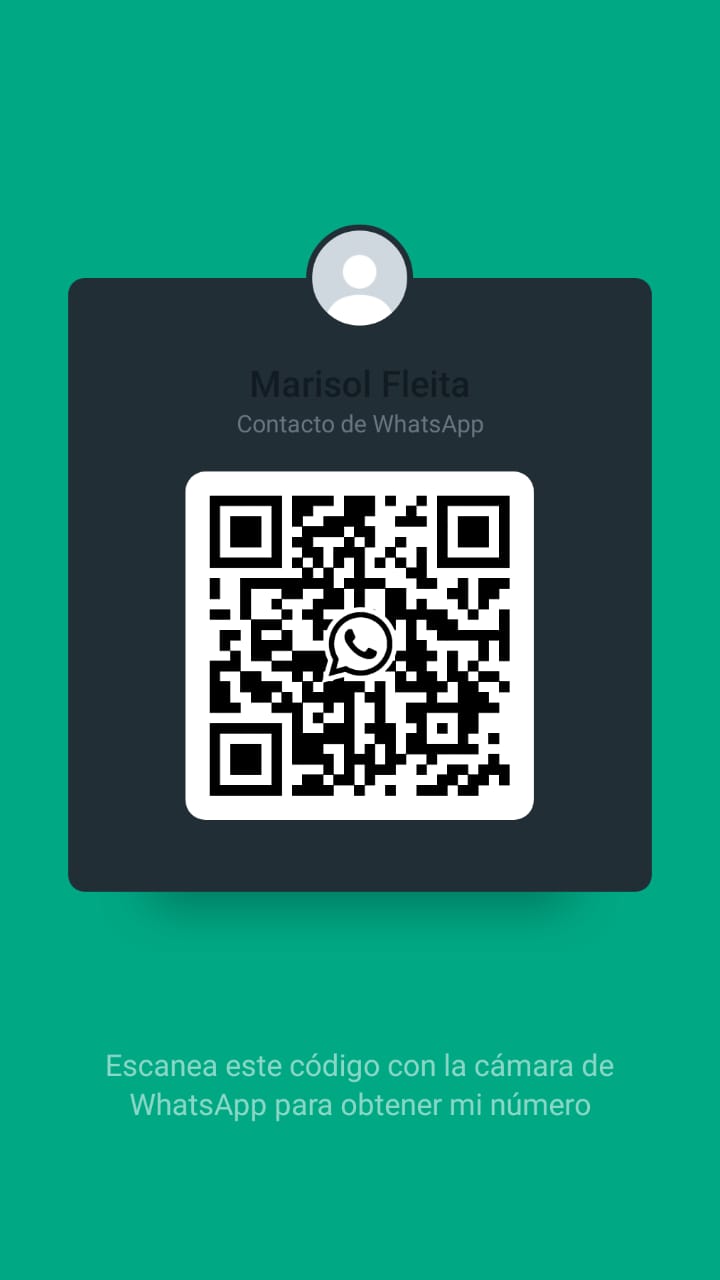 Marisol Fleita
Contacto de WhatsApp
Escanea este código con la cámara de
WhatsApp para obtener mi número